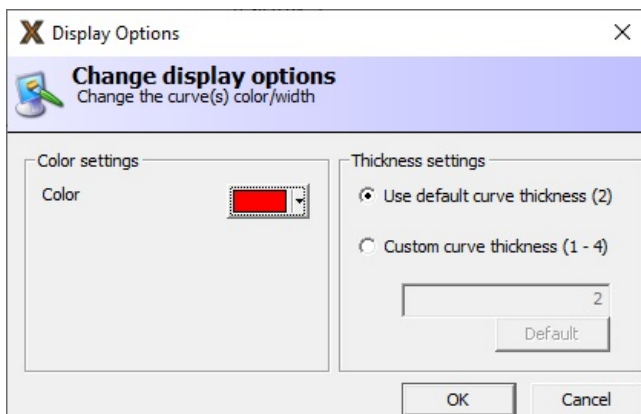 Display Options
Change display options
Change the curve(s) color/width
Color settings
Color
Thickness settings
Use default curve thickness (2)
Custom curve thickness (1 - 4)
2
Default
OK
Cancel